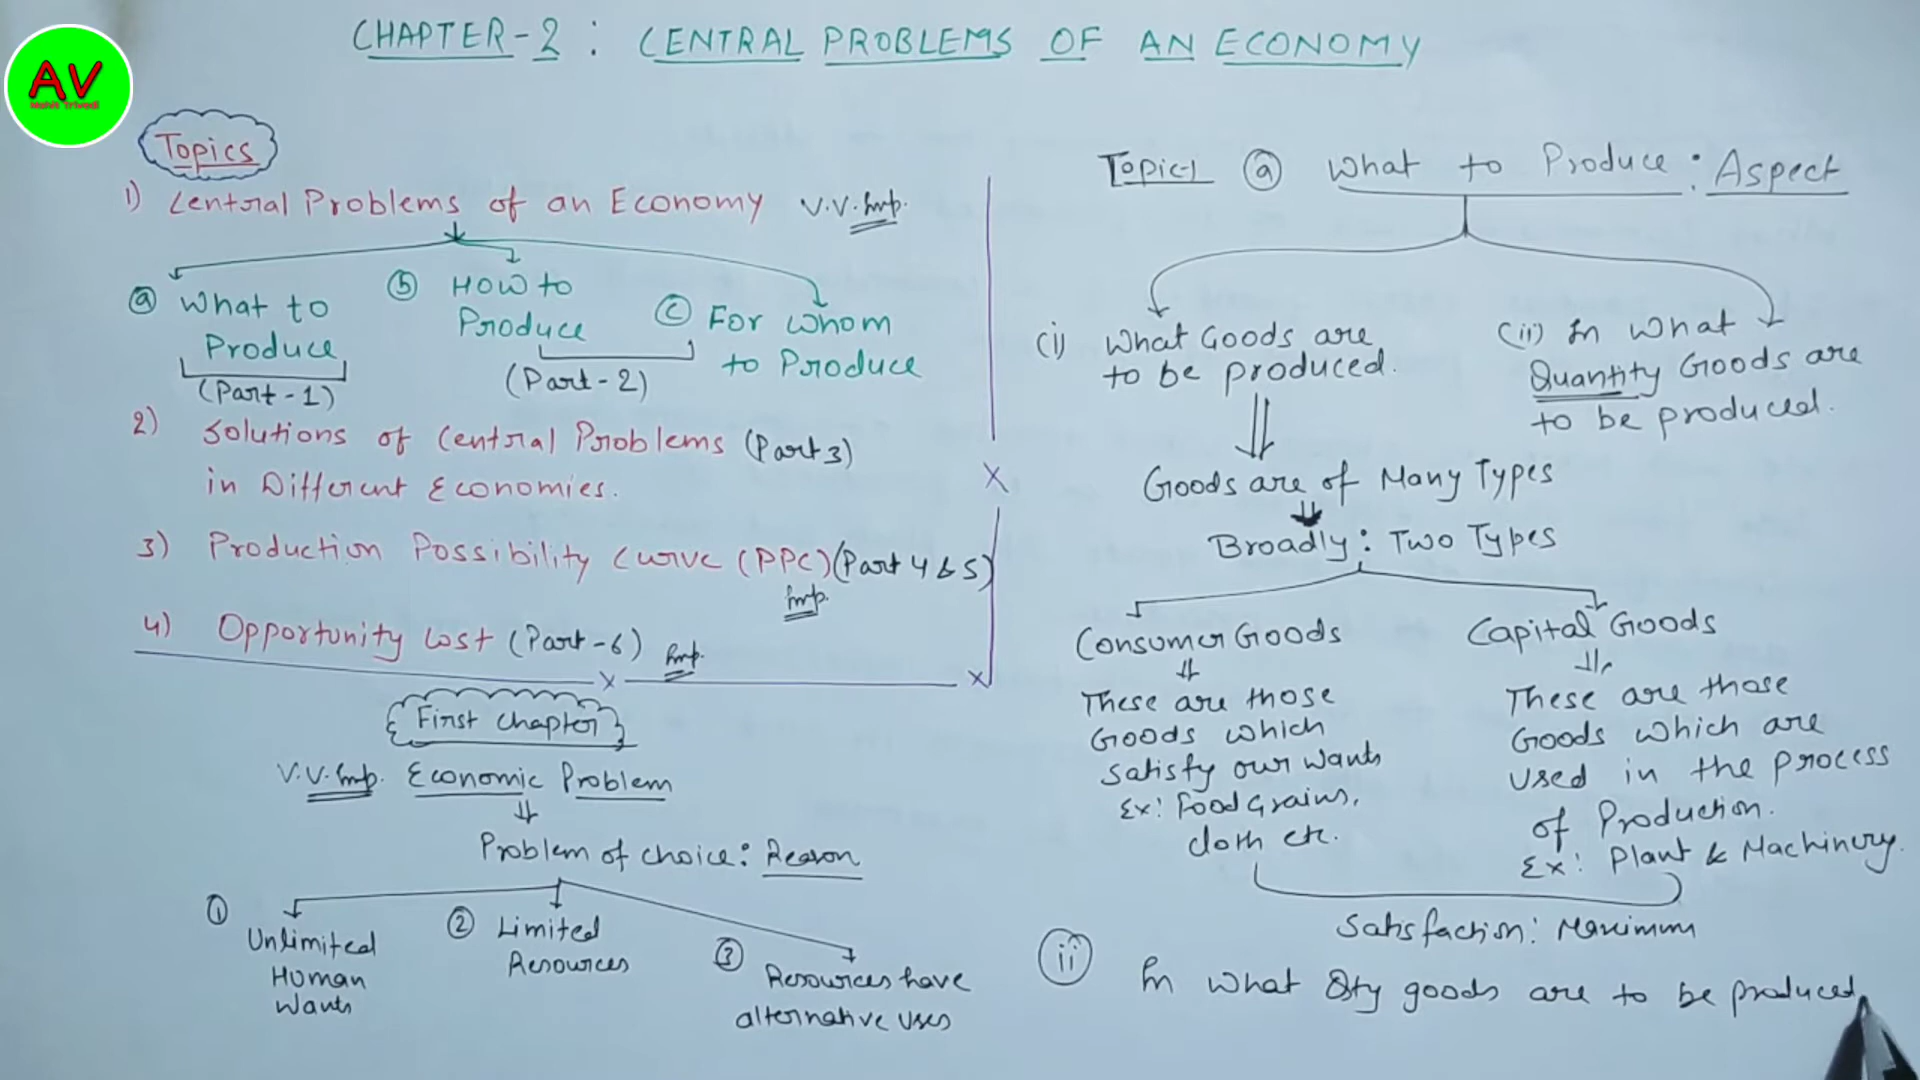 CHAPTER-2 : CENTRAL PROBLEMS OF AN ECONOMY
AV
Mohit Trivedi
Topics
1) Central Problems of an Economy V.V.Imp.
(a) What to
Produce
(Part-1)
(b) How to
Produce
(Part-2)
(c) For whom
to Produce
2) Solutions of Central Problems (Part 3)
in Different Economies.
3) Production Possibility Curve (PPC) (Part 4 & 5)
Imp.
4) Opportunity Cost (Part-6) Imp.
First Chapter
V.V.Imp. Economic Problem
Problem of choice: Reason
① Unlimited
Human
Wants
② Limited
Resources
③ Resources have
alternative uses
Topic-1 (a) What to Produce : Aspect
(i) What Goods are
to be produced.
(ii) In what
Quantity Goods are
to be produced.
Goods are of Many Types
Broadly: Two Types
Consumer Goods
These are those
Goods which
satisfy our wants
Ex: Food Grains,
cloth etc.
Capital Goods
These are those
Goods which are
used in the process
of Production.
Ex: Plant & Machinery.
Satisfaction: Maximum
(ii) In what Qty goods are to be produced